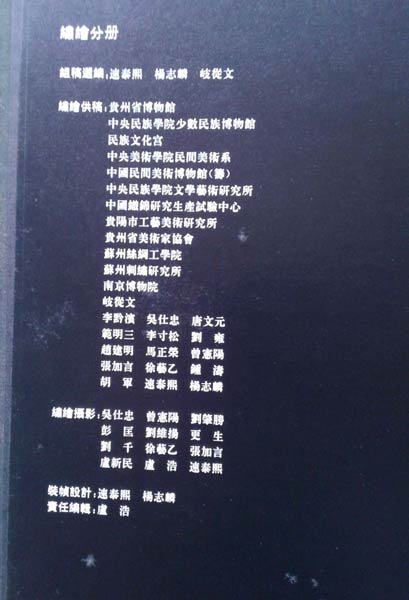 繡繪分册
組稿選編：速泰熙 楊志麟 岐從文
繡繪供稿：貴州省博物館
中央民族學院少數民族博物館
民族文化宫
中央美術學院民間美術系
中國民間美術博物館（籌）
中央民族學院文學藝術研究所
中國織錦研究生產試驗中心
貴陽市工藝美術研究所
貴州省美術家協會
蘇州絲綢工學院
蘇州刺繡研究所
南京博物院
岐從文
李黔濱 吳仕忠 唐文元
範明三 李寸松 劉雍
趙建明 馬正榮 曾憲陽
張加言 徐藝乙 鍾濤
胡軍 速泰熙 楊志麟
繡繪攝影：吳仕忠 曾憲陽 劉肇勝
彭匡 劉維揚 更生
劉千 徐藝乙 張加言
盧新民 盧浩 速泰熙
裝幀設計：速泰熙 楊志麟
責任編輯：盧浩